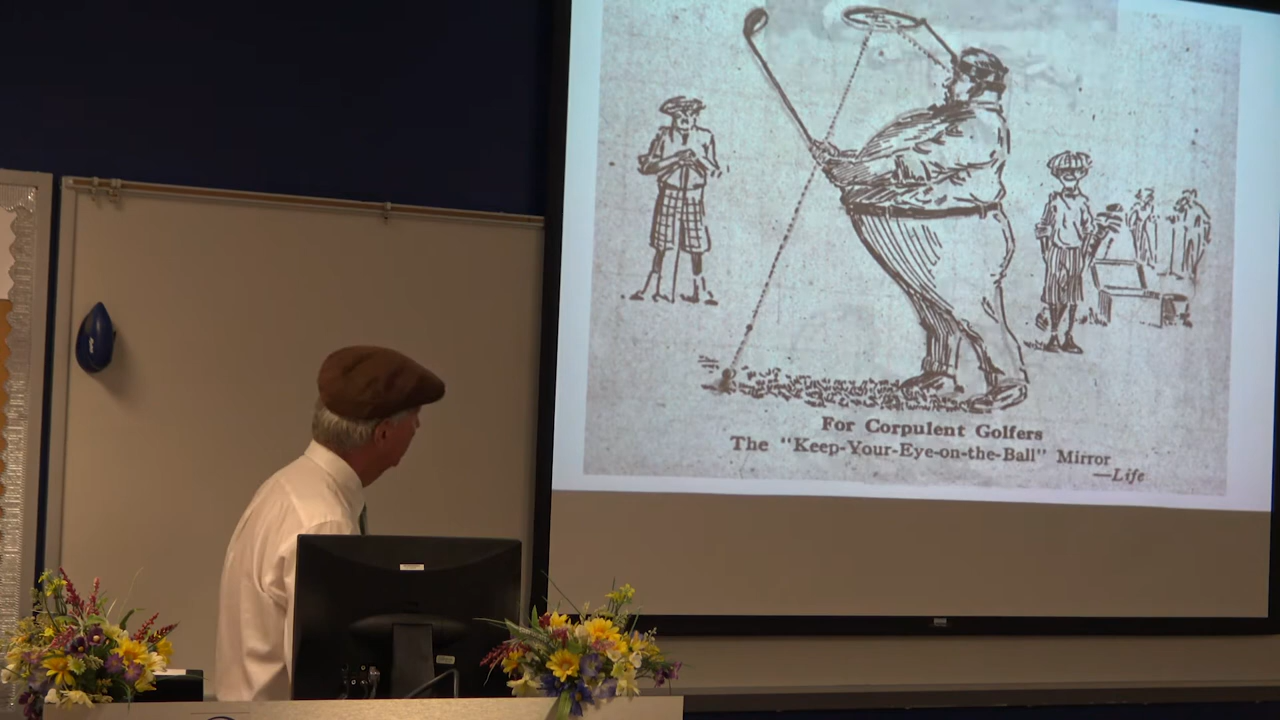 For Corpulent Golfers
The "Keep-Your-Eye-on-the-Ball" Mirror
—Life